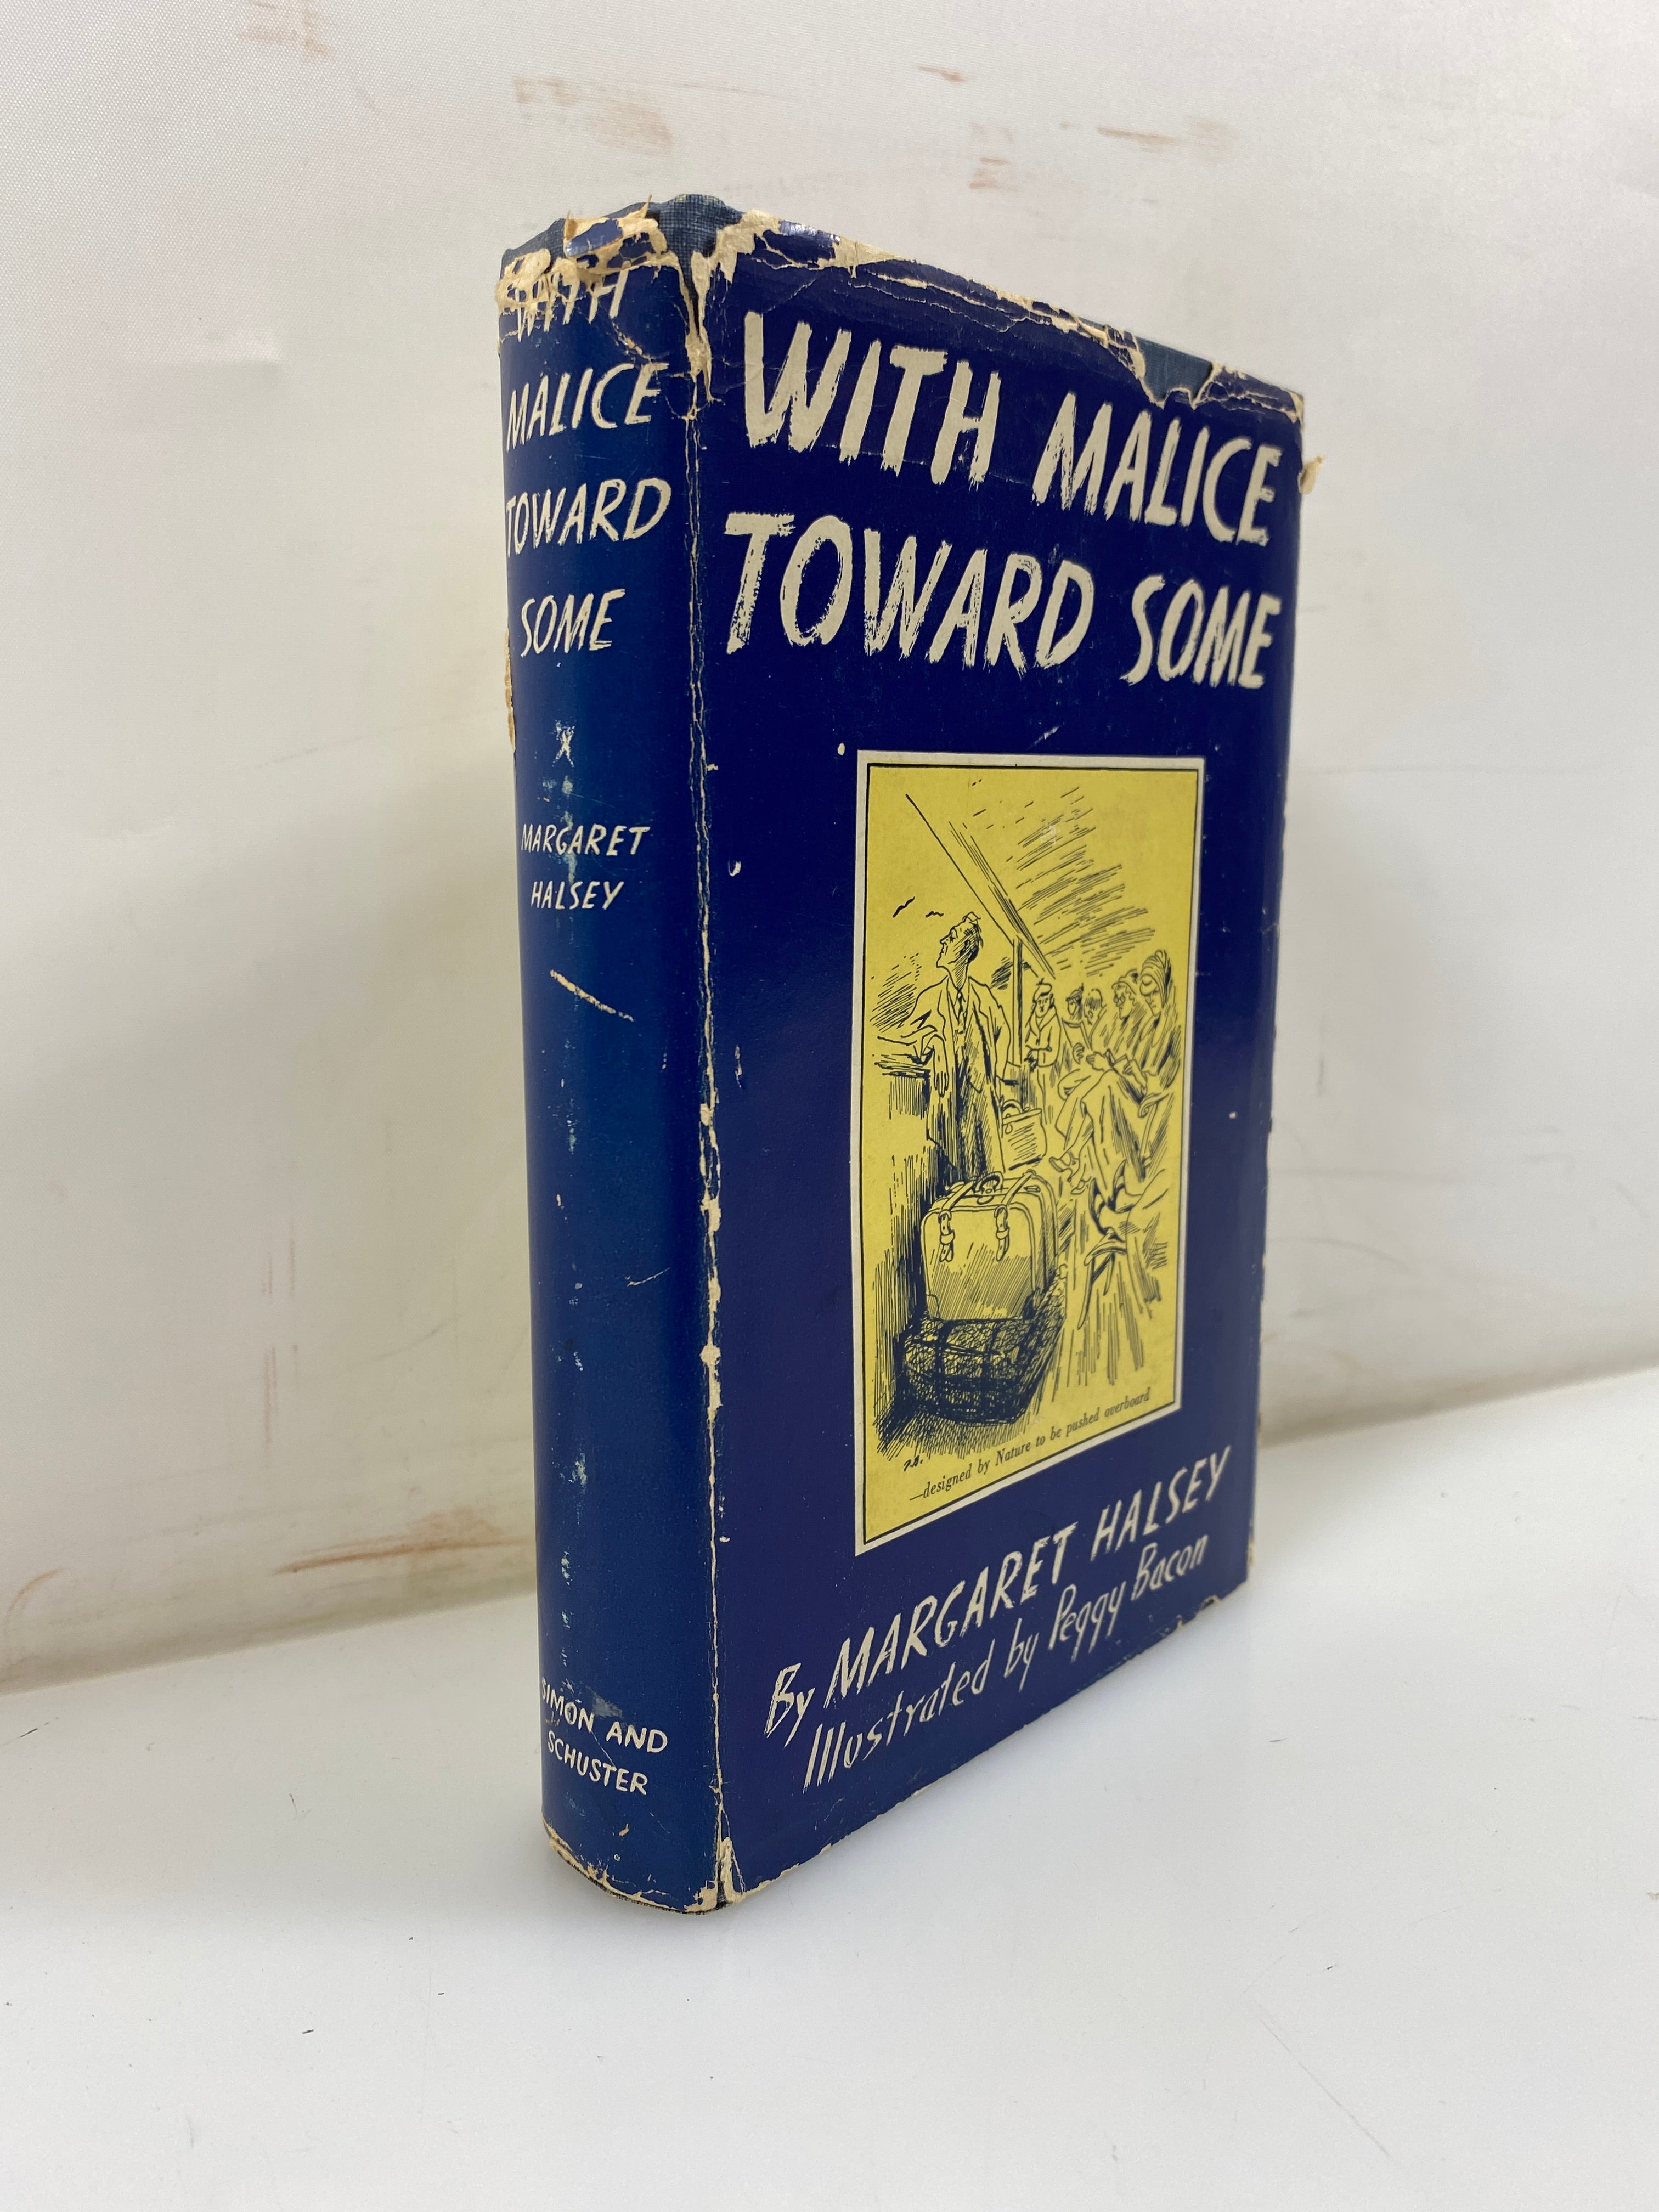 WITH
MALICE
TOWARD
SOME
X
MARGARET
HALSEY
SIMON AND
SCHUSTER
WITH MALICE
TOWARD SOME
P.B.
—designed by Nature to be pushed overboard
By MARGARET HALSEY
Illustrated by Peggy Bacon